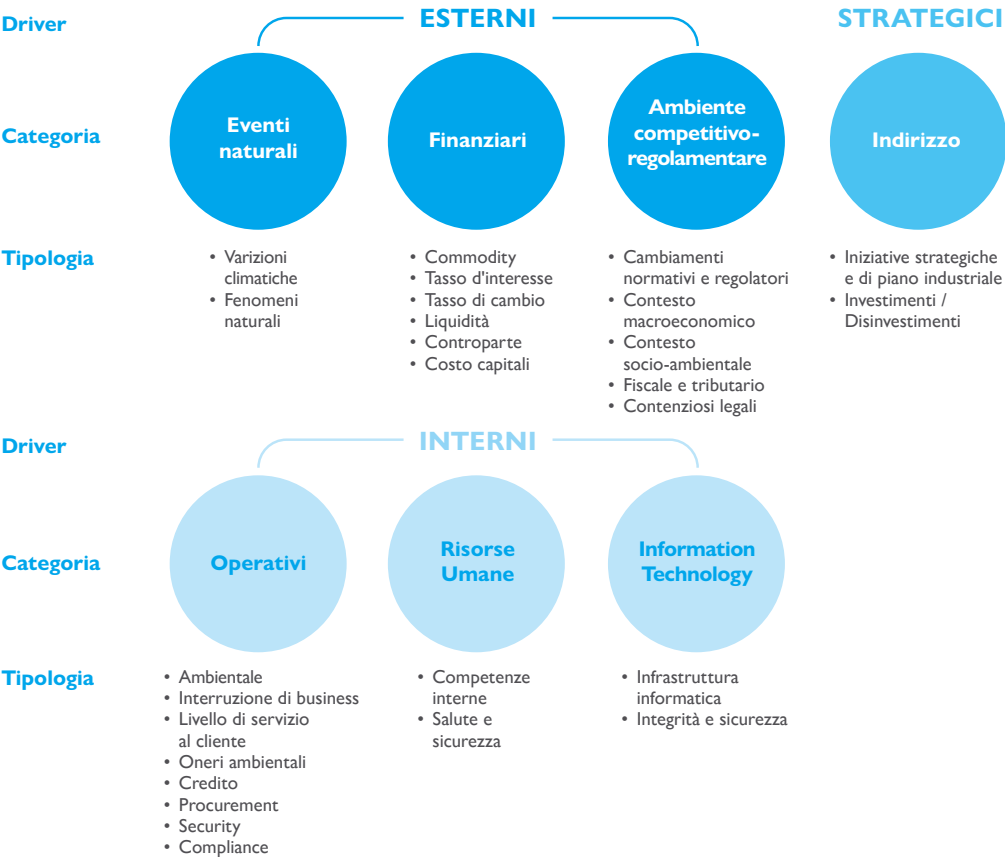 Driver
ESTERNI
STRATEGICI
Categoria
Eventi
naturali
Finanziari
Ambiente
competitivo-
regolamentare
Indirizzo
Tipologia
• Varizioni
climatiche
• Fenomeni
naturali
• Commodity
• Tasso d'interesse
• Tasso di cambio
• Liquidità
• Controparte
• Costo capitali
• Cambiamenti
normativi e regolatori
• Contesto
macroeconomico
• Contesto
socio-ambientale
• Fiscale e tributario
• Contenziosi legali
• Iniziative strategiche
e di piano industriale
• Investimenti /
Disinvestimenti
Driver
INTERNI
Categoria
Operativi
Risorse
Umane
Information
Technology
Tipologia
• Ambientale
• Interruzione di business
• Livello di servizio
al cliente
• Oneri ambientali
• Credito
• Procurement
• Security
• Compliance
• Competenze
interne
• Salute e
sicurezza
• Infrastruttura
informatica
• Integrità e sicurezza